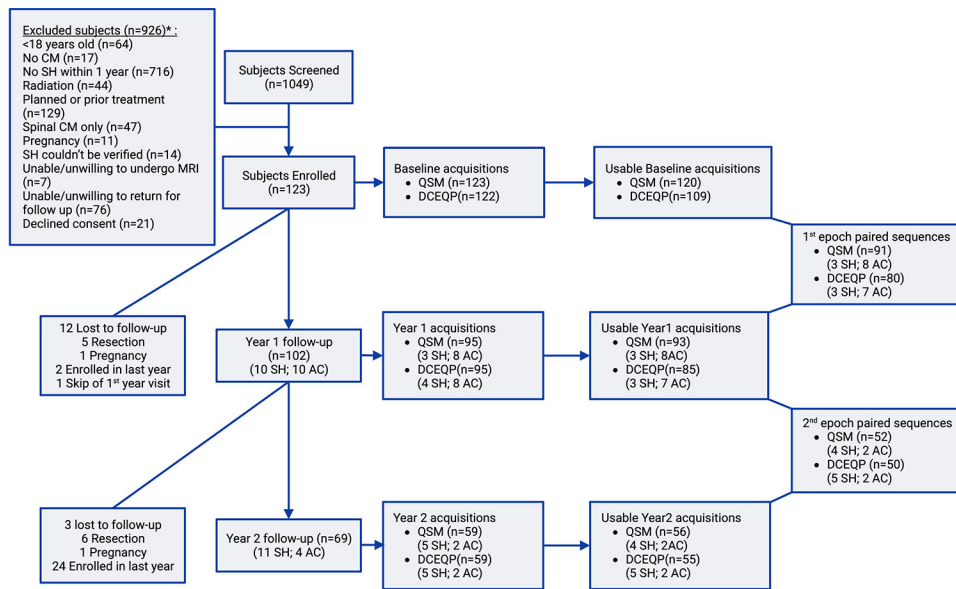 Excluded subjects (n=926)* :
<18 years old (n=64)
No CM (n=17)
No SH within 1 year (n=716)
Radiation (n=44)
Planned or prior treatment
(n=129)
Spinal CM only (n=47)
Pregnancy (n=11)
SH couldn't be verified (n=14)
Unable/unwilling to undergo MRI
(n=7)
Unable/unwilling to return for
follow up (n=76)
Declined consent (n=21)
Subjects Screened
(n=1049)
Subjects Enrolled
(n=123)
Baseline acquisitions
• QSM (n=123)
• DCEQP (n=122)
Usable Baseline acquisitions
• QSM (n=120)
• DCEQP(n=109)
1st epoch paired sequences
• QSM (n=91)
(3 SH; 8 AC)
• DCEQP (n=80)
(3 SH; 7 AC)
12 Lost to follow-up
5 Resection
1 Pregnancy
2 Enrolled in last year
1 Skip of 1st year visit
Year 1 follow-up
(n=102)
(10 SH; 10 AC)
Year 1 acquisitions
• QSM (n=95)
(3 SH; 8 AC)
• DCEQP(n=95)
(4 SH; 8 AC)
Usable Year1 acquisitions
• QSM (n=93)
(3 SH; 8AC)
• DCEQP(n=85)
(3 SH; 7 AC)
2nd epoch paired sequences
• QSM (n=52)
(4 SH; 2 AC)
• DCEQP (n=50)
(5 SH; 2 AC)
3 lost to follow-up
6 Resection
1 Pregnancy
24 Enrolled in last year
Year 2 follow-up (n=69)
(11 SH; 4 AC)
Year 2 acquisitions
• QSM (n=59)
(5 SH; 2 AC)
• DCEQP(n=59)
(5 SH; 2 AC)
Usable Year2 acquisitions
• QSM (n=56)
(4 SH; 2AC)
• DCEQP(n=55)
(5 SH; 2 AC)